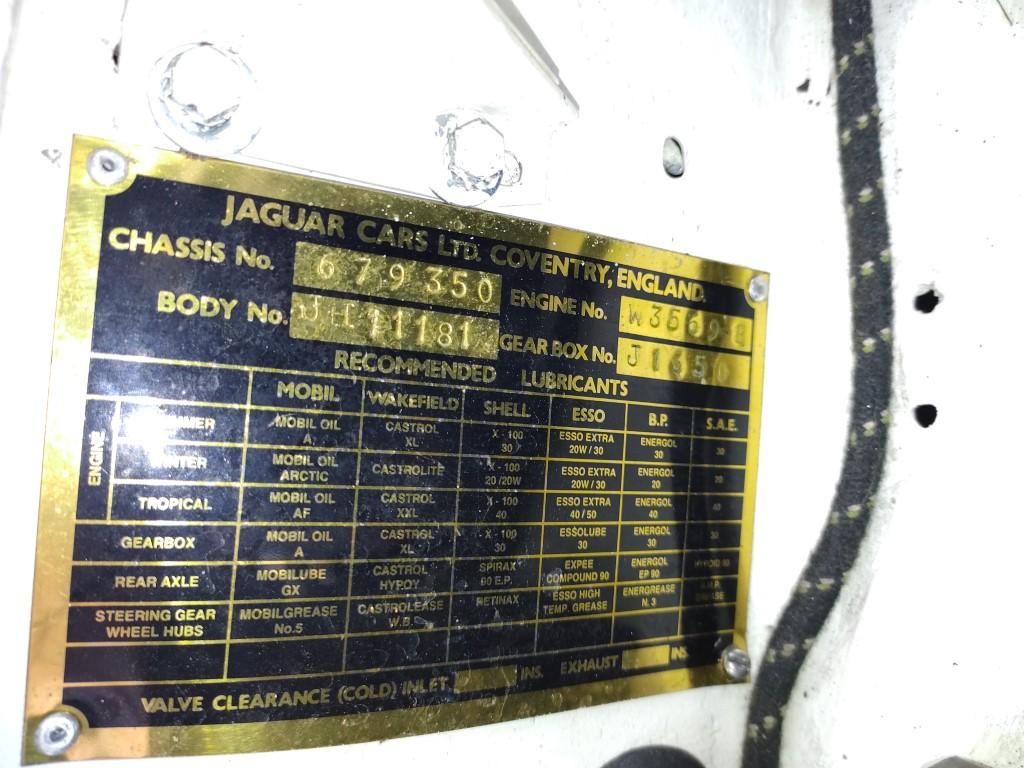 JAGUAR CARS LTD. COVENTRY, ENGLAND.
CHASSIS No. 679350 ENGINE No.
BODY No. GEAR BOX No.
RECOMMENDED LUBRICANTS
MOBIL WAKEFIELD SHELL ESSO B.P. S.A.E.
ENGINE
MOBIL OIL A CASTROL XL X-100 30 ESSO EXTRA 20W/30 ENERGOL 30 30
MOBIL OIL ARCTIC CASTROLITE X-100 20/20W ESSO EXTRA 20W/30 ENERGOL 20 20
TROPICAL MOBIL OIL AF CASTROL XXL X-100 40 ESSO EXTRA 40/50 ENERGOL 40 40
GEARBOX MOBIL OIL A CASTROL XL X-100 30 ESSOLUBE 30 ENERGOL 30 30
REAR AXLE MOBILUBE GX CASTROL HYPOY SPIRAX 90 E.P. EXPEE COMPOUND 90 ENERGOL EP 90
STEERING GEAR WHEEL HUBS MOBILGREASE No.5 CASTROLEASE W.B. RETINAX ESSO HIGH TEMP. GREASE ENERGREASE N. 3
VALVE CLEARANCE (COLD) INLET INS. EXHAUST INS.